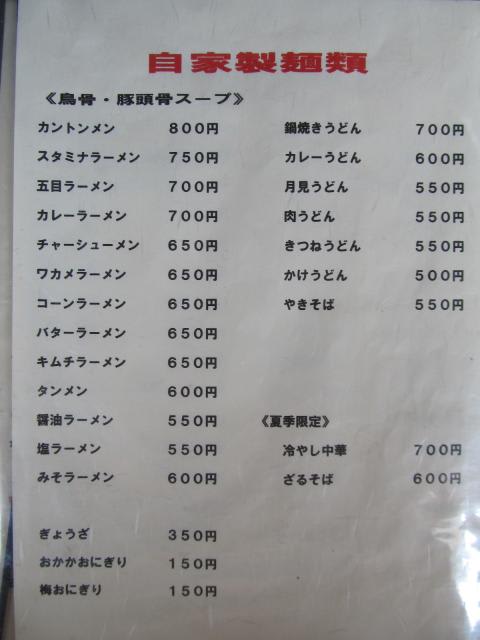 自家製麺類
《鳥骨・豚頭骨スープ》
カントンメン 800円
スタミナラーメン 750円
五目ラーメン 700円
カレーラーメン 700円
チャーシューメン 650円
ワカメラーメン 650円
コーンラーメン 650円
バターラーメン 650円
キムチラーメン 650円
タンメン 600円
醤油ラーメン 550円
塩ラーメン 550円
みそラーメン 600円
ぎょうざ 350円
おかかおにぎり 150円
梅おにぎり 150円
鍋焼きうどん 700円
カレーうどん 600円
月見うどん 550円
肉うどん 550円
きつねうどん 550円
かけうどん 500円
やきそば 550円
《夏季限定》
冷やし中華 700円
ざるそば 600円